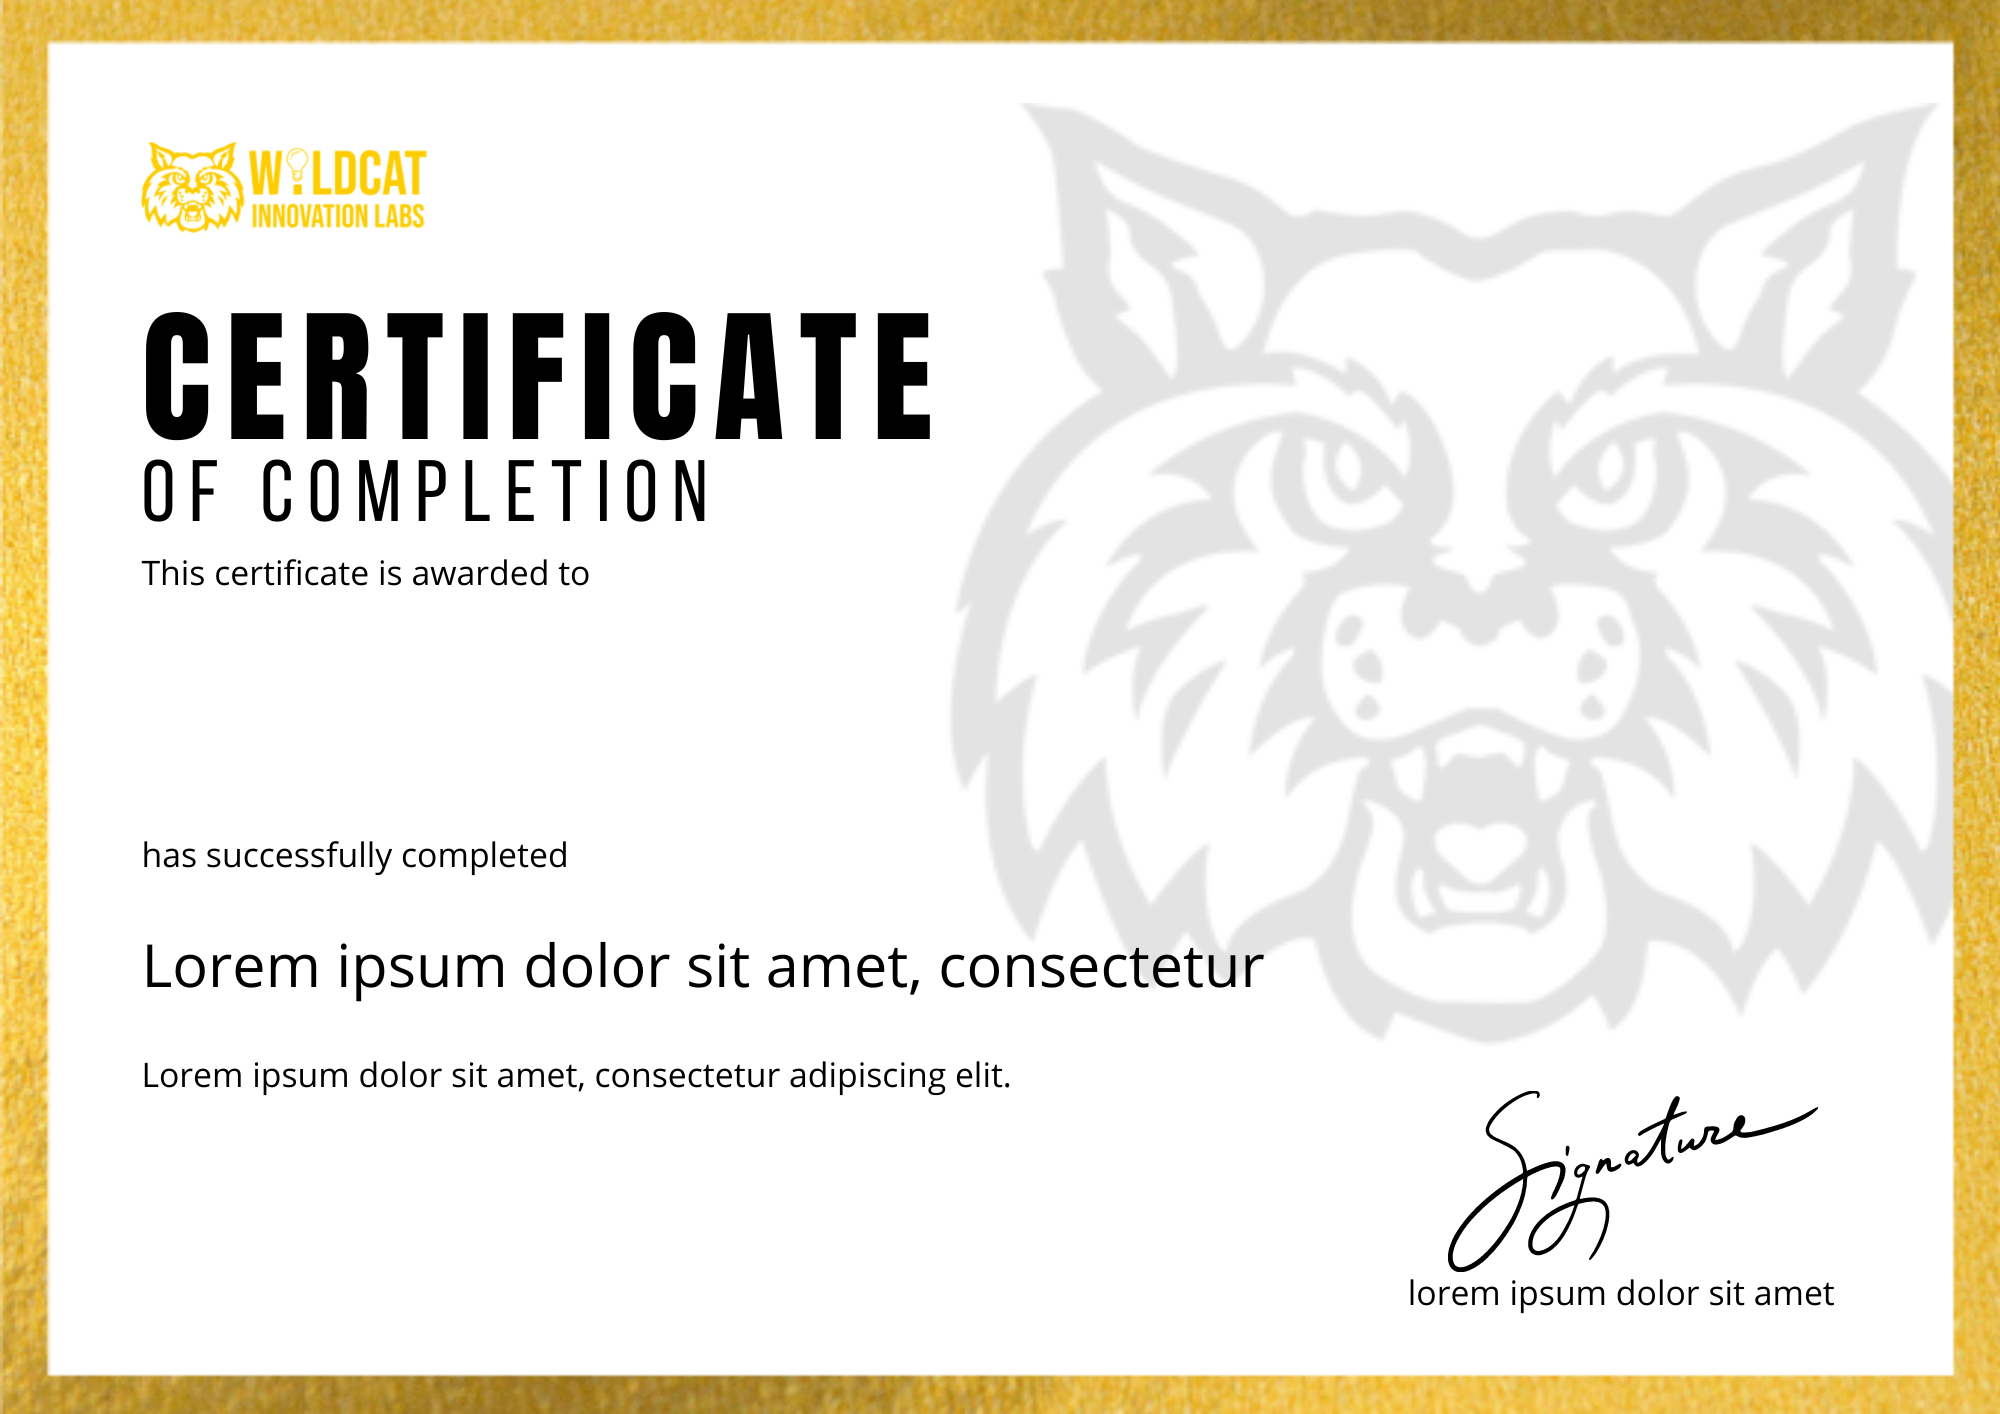 WILDCAT
INNOVATION LABS
CERTIFICATE
OF COMPLETION
This certificate is awarded to
has successfully completed
Lorem ipsum dolor sit amet, consectetur
Lorem ipsum dolor sit amet, consectetur adipiscing elit.
Signature
lorem ipsum dolor sit amet